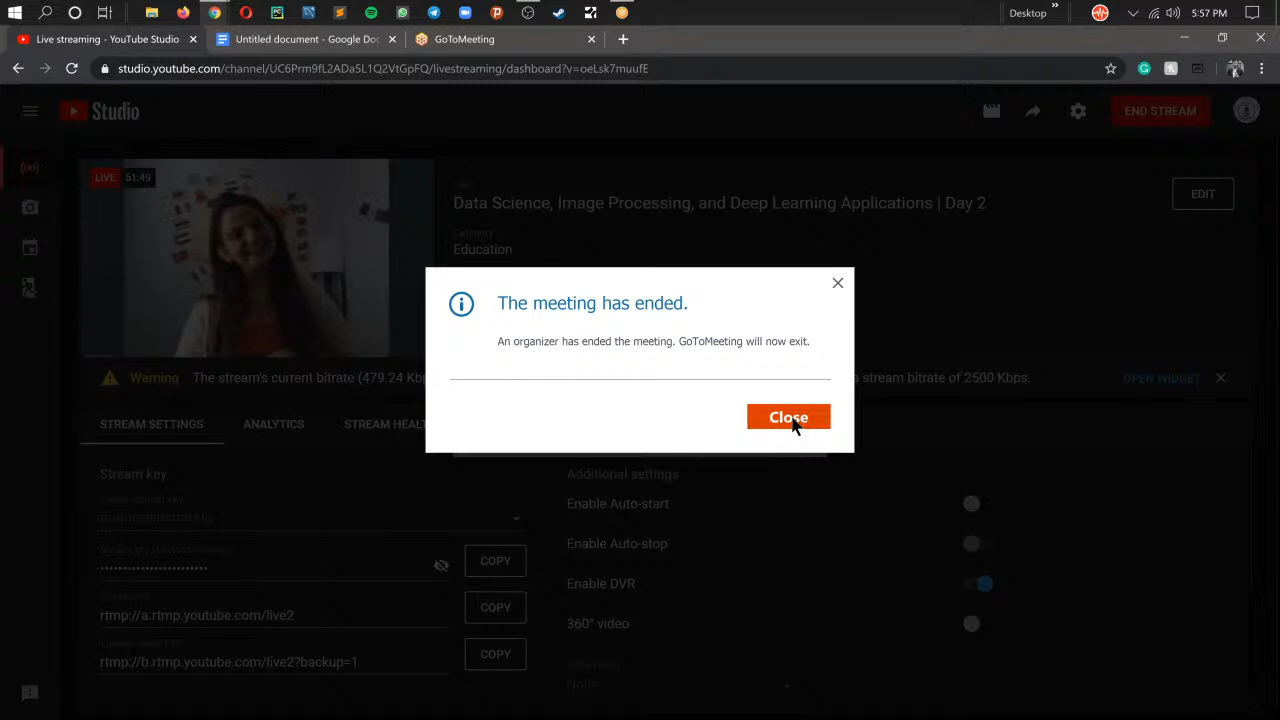 Desktop
5:57 PM
Live streaming - YouTube Studio
Untitled document - Google Doc
GoToMeeting
studio.youtube.com/channel/UC6Prm9fL2ADa5L1Q2VtGpFQ/livestreaming/dashboard?v=oeLsk7muufE
Studio
END STREAM
LIVE 51:49
Data Science, Image Processing, and Deep Learning Applications | Day 2
EDIT
Category
Education
The meeting has ended.
An organizer has ended the meeting. GoToMeeting will now exit.
Close
Warning The stream's current bitrate (479.24 Kb
a stream bitrate of 2500 Kbps.
OPEN WIDGET
STREAM SETTINGS
ANALYTICS
STREAM HEAL
Stream key
COPY
rtmp://a.rtmp.youtube.com/live2
COPY
rtmp://b.rtmp.youtube.com/live2?backup=1
COPY
Additional settings
Enable Auto-start
Enable Auto-stop
Enable DVR
360° video
None